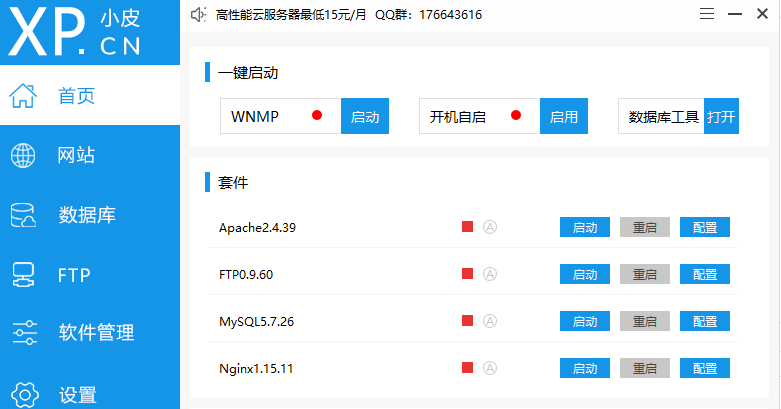 XP.CN 小皮
高性能云服务器最低15元/月 QQ群：176643616
首页
网站
数据库
FTP
软件管理
设置
一键启动
WNMP 启动 开机自启 启用 数据库工具 打开
套件
Apache2.4.39 Ⓐ 启动 重启 配置
FTP0.9.60 Ⓐ 启动 重启 配置
MySQL5.7.26 Ⓐ 启动 重启 配置
Nginx1.15.11 Ⓐ 启动 重启 配置